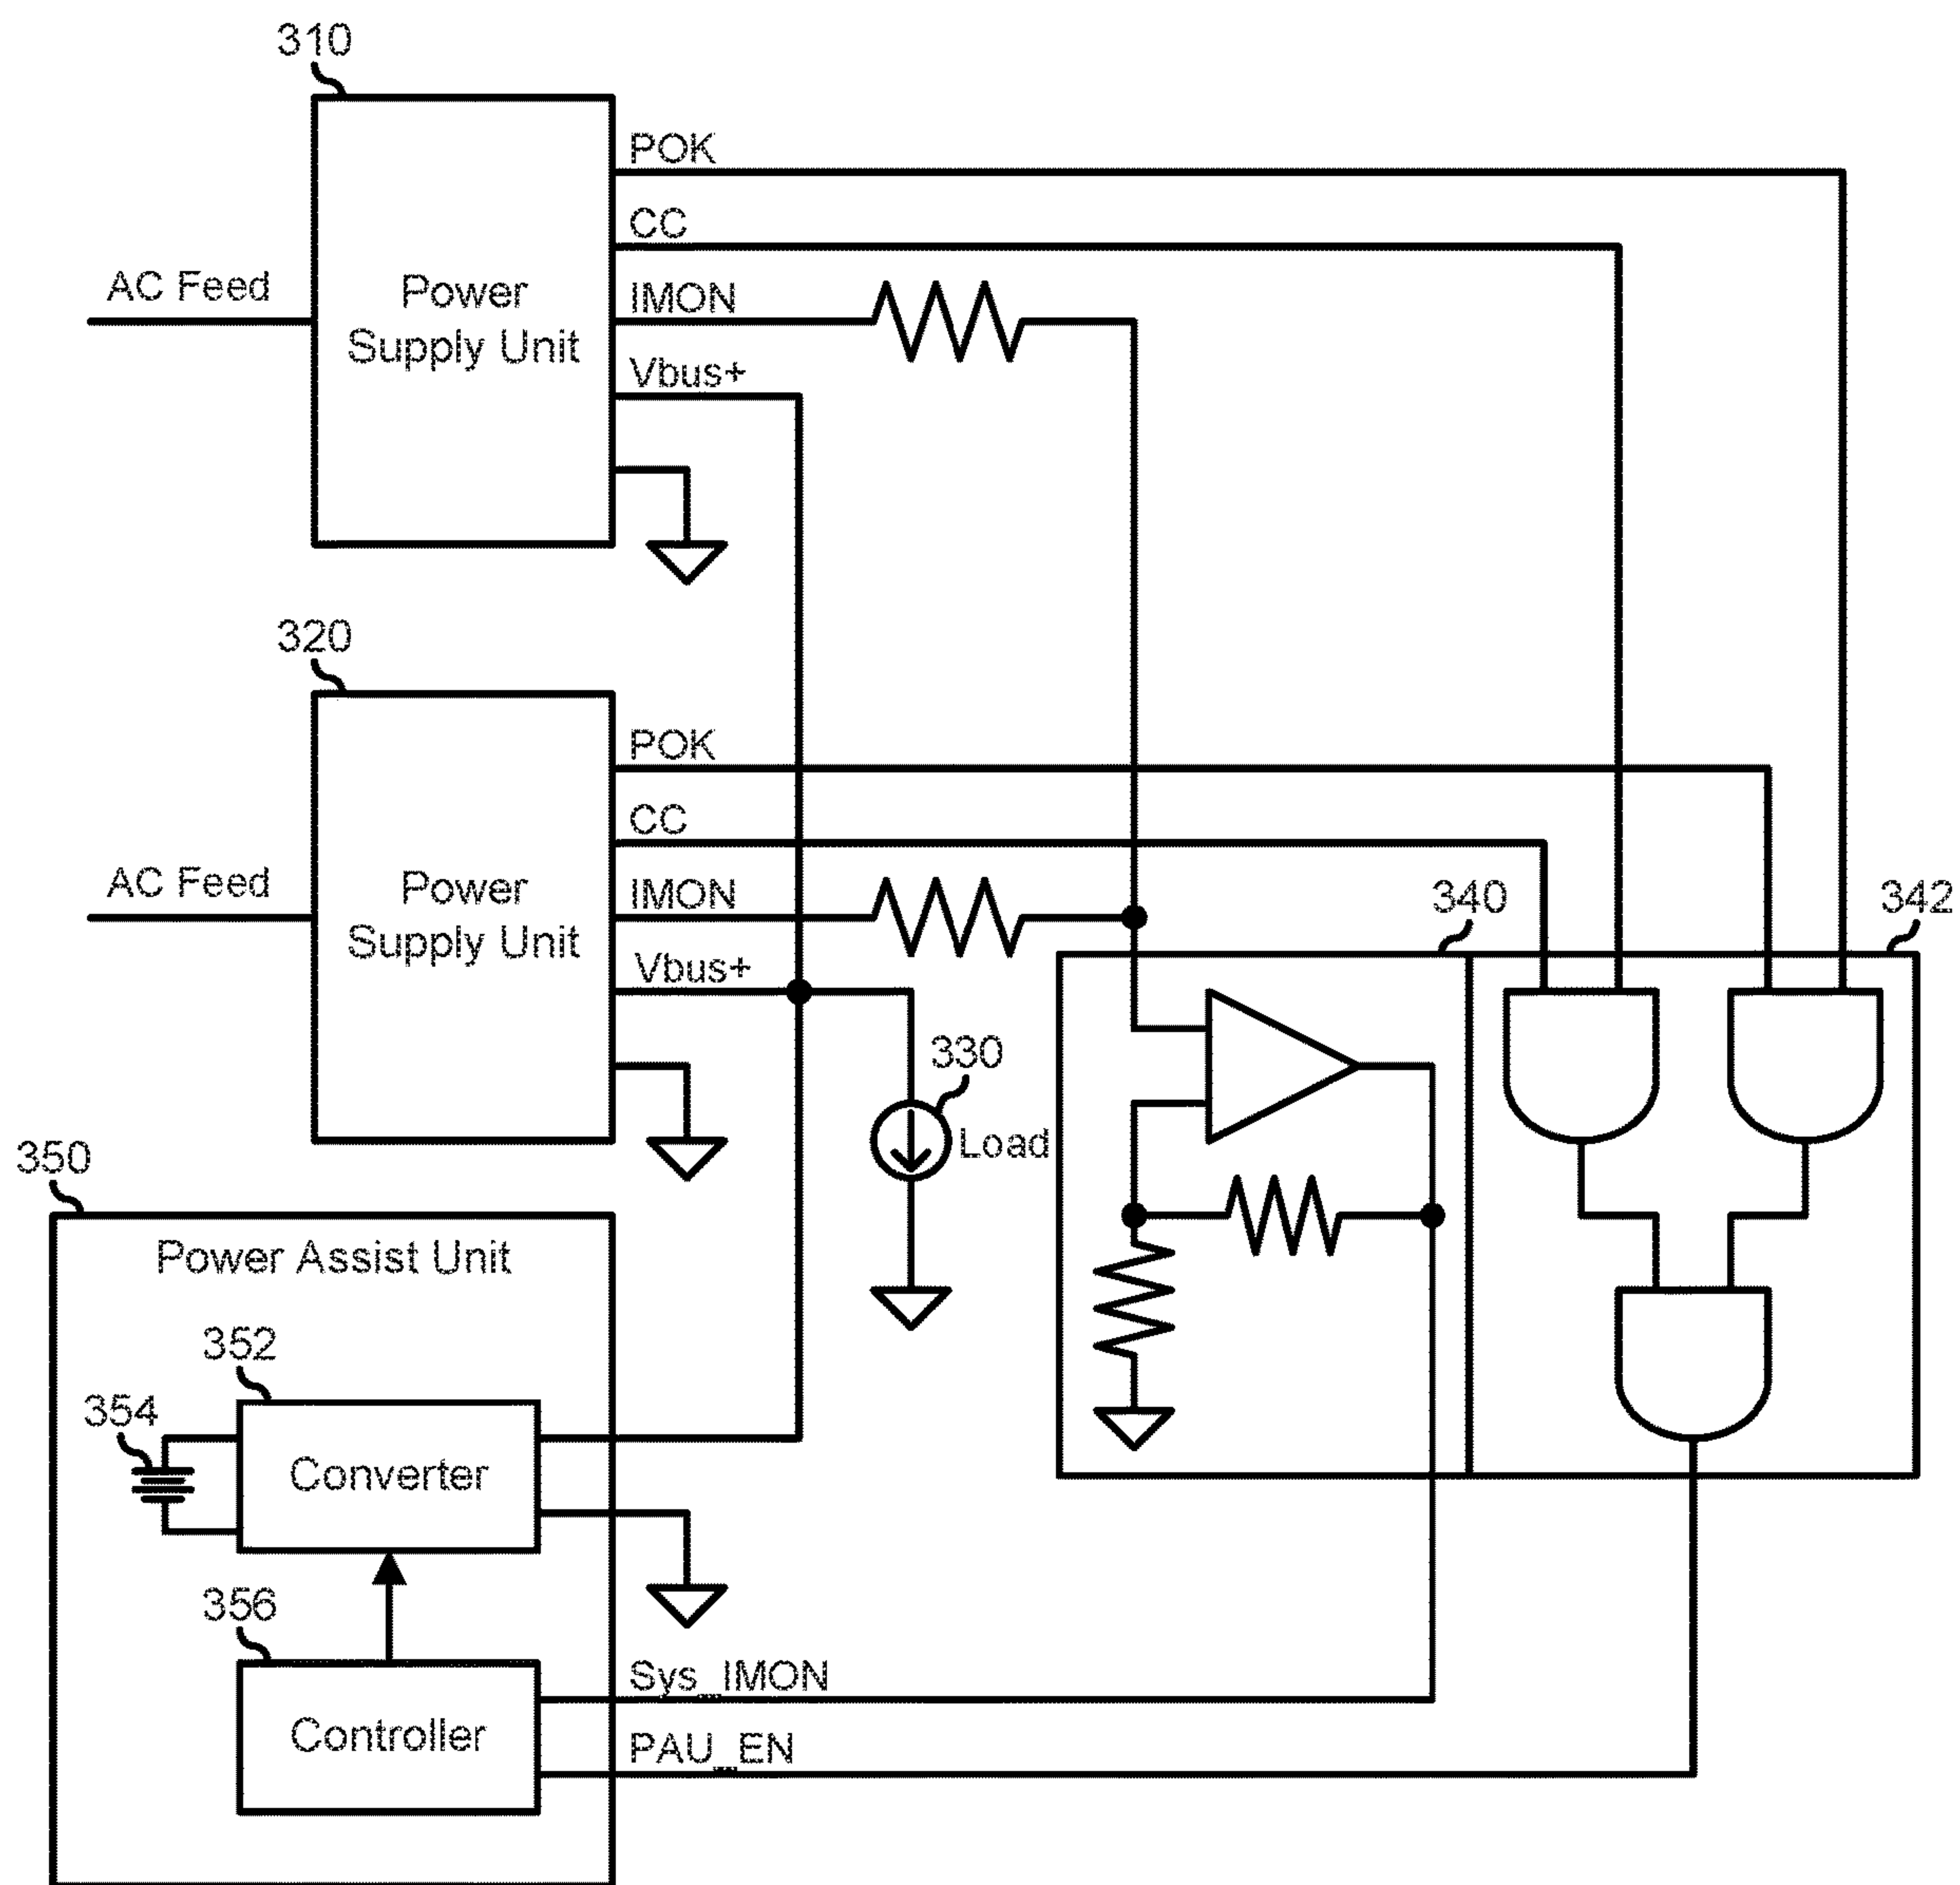 310
POK
CC
AC Feed
IMON
Power
Supply Unit
Vbus+
320
POK
CC
AC Feed
IMON
Power
Supply Unit
340
342
Vbus+
330
Load
350
Power Assist Unit
352
354
Converter
356
Sys_IMON
Controller
PAU_EN